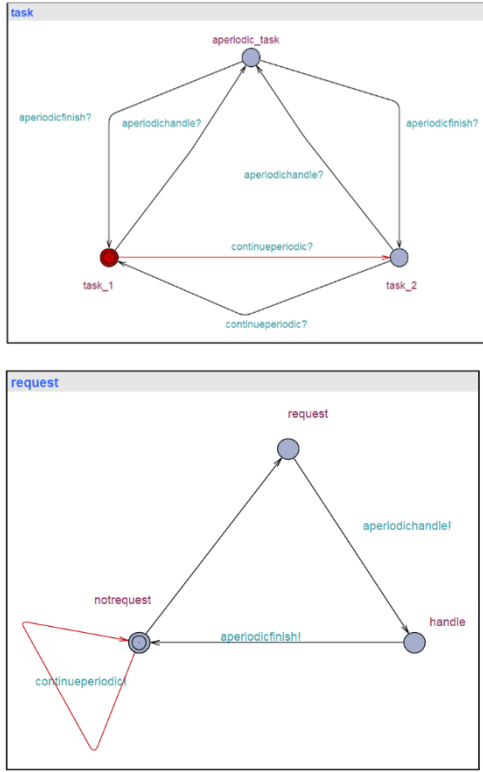 task
aperiodic_task
aperiodicfinish?
aperiodichandle?
aperiodicfinish?
aperiodichandle?
continueperiodic?
task_1
task_2
continueperiodic?
request
request
aperiodichandle!
notrequest
handle
aperiodicfinish!
continueperiodic!